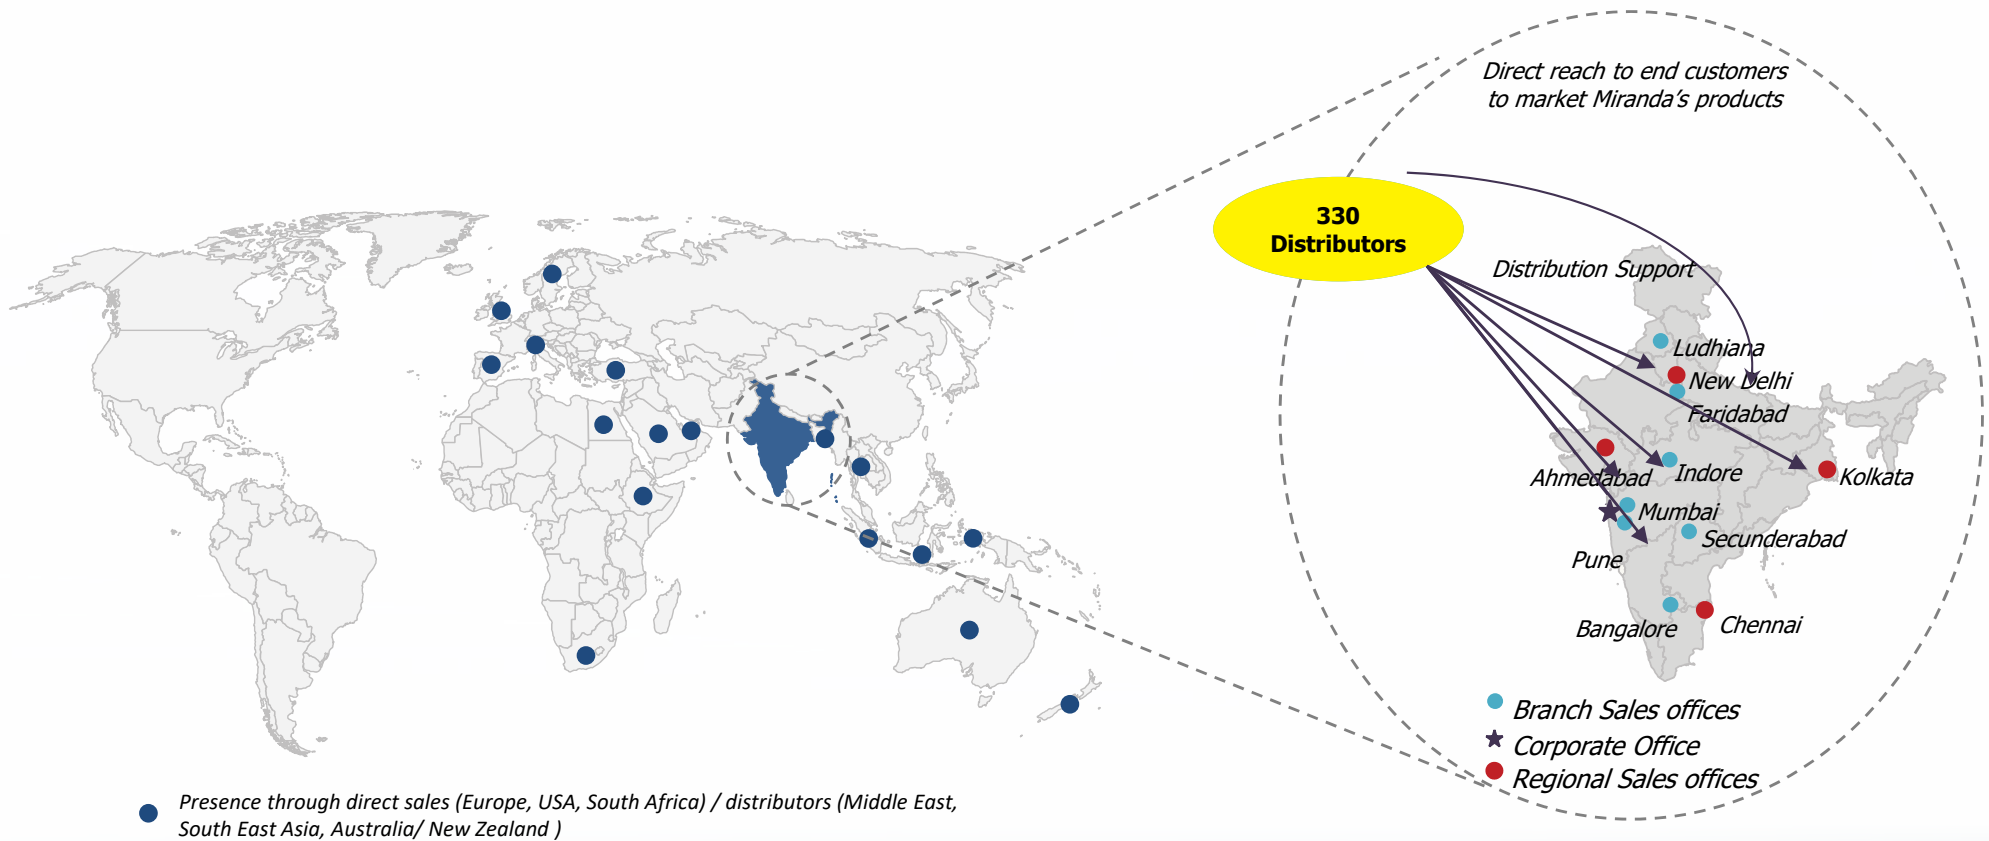 Direct reach to end customers
to market Miranda's products
330
Distributors
Distribution Support
Ludhiana
New Delhi
Faridabad
Ahmedabad
Indore
Kolkata
Mumbai
Secunderabad
Pune
Bangalore
Chennai
Branch Sales offices
Corporate Office
Regional Sales offices
Presence through direct sales (Europe, USA, South Africa) / distributors (Middle East,
South East Asia, Australia/ New Zealand )